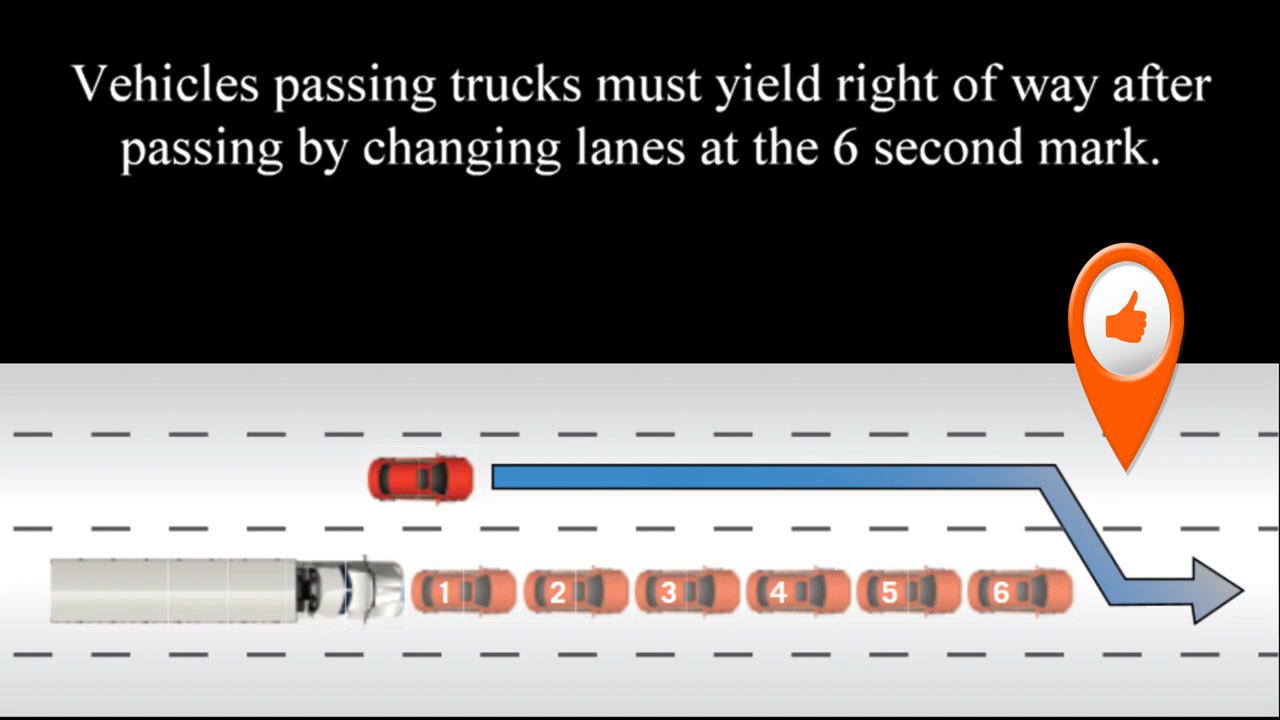 Vehicles passing trucks must yield right of way after
passing by changing lanes at the 6 second mark.
1 2 3 4 5 6